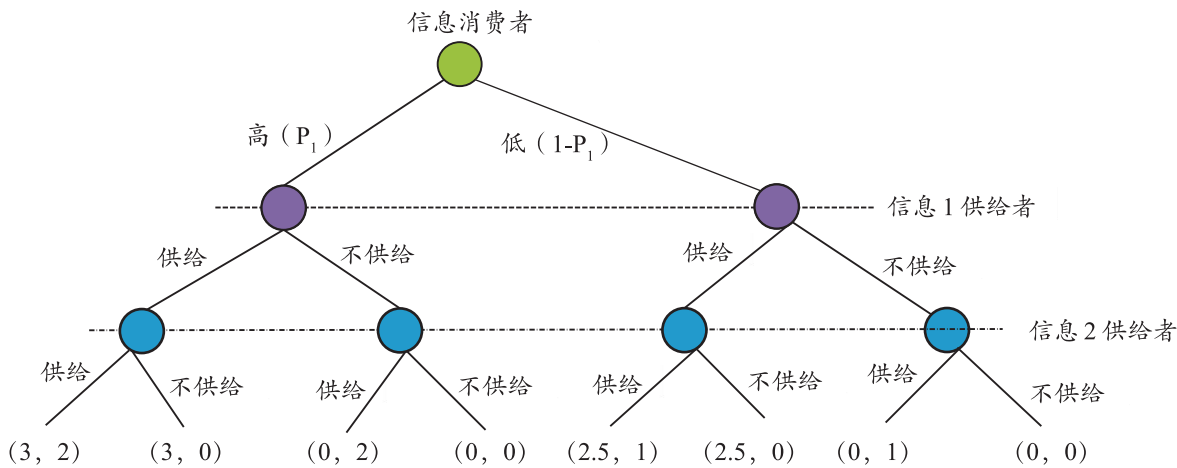 信息消费者
高（P₁）
低（1-P₁）
信息1供给者
供给
不供给
供给
不供给
信息2供给者
供给
不供给
供给
不供给
供给
不供给
供给
不供给
(3, 2)
(3, 0)
(0, 2)
(0, 0)
(2.5, 1)
(2.5, 0)
(0, 1)
(0, 0)